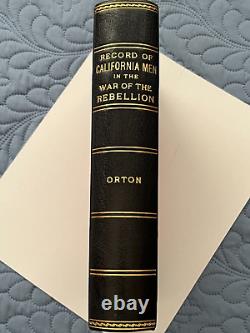 RECORD OF
CALIFORNIA MEN
IN THE
WAR OF THE
REBELLION
ORTON